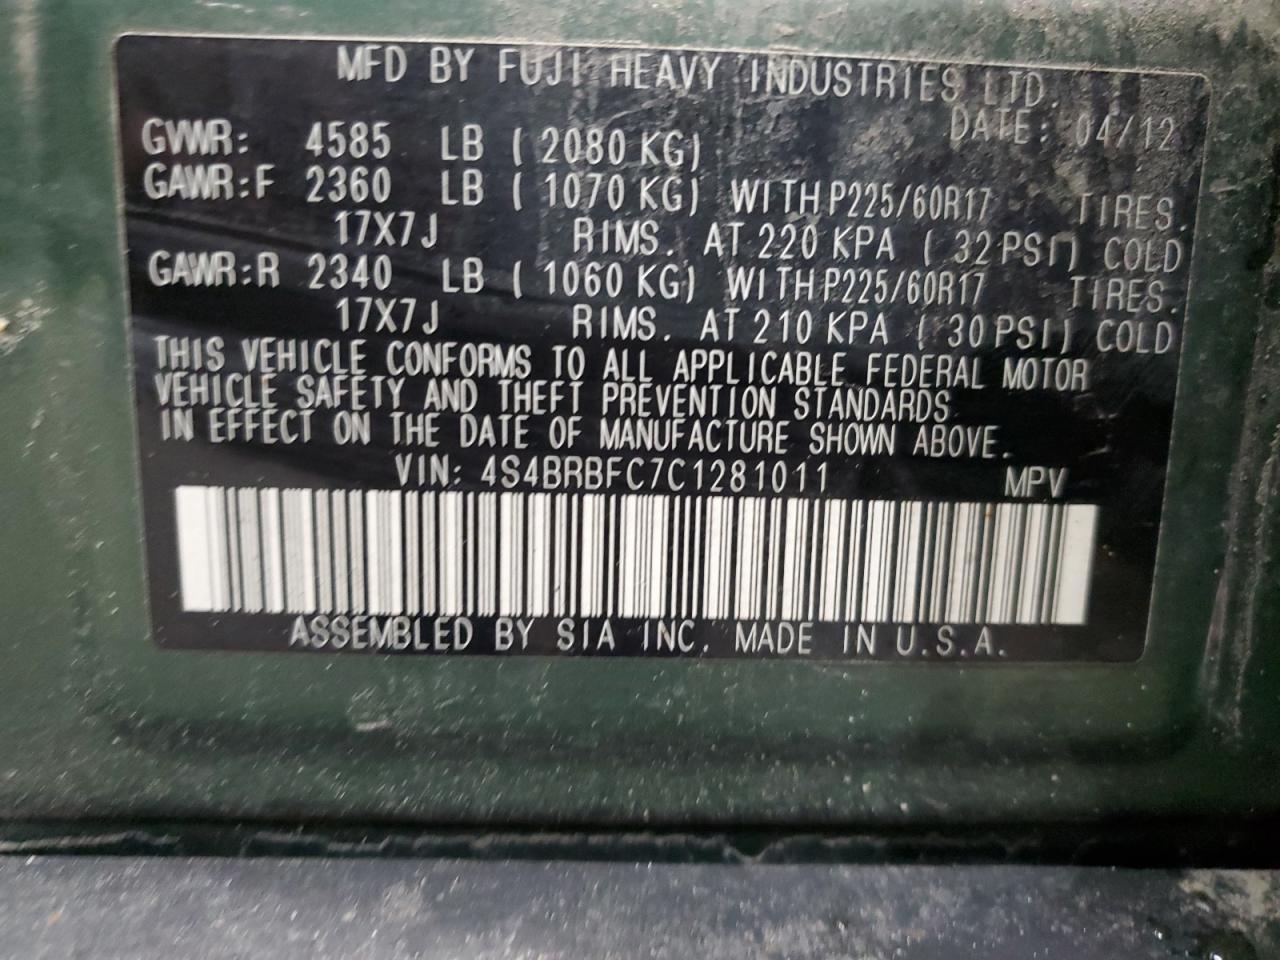 MFD BY FUJI HEAVY INDUSTRIES LTD.
DATE: 04/12
GVWR: 4585 LB ( 2080 KG)
GAWR:F 2360 LB ( 1070 KG) WITH P225/60R17 TIRES.
17X7J RIMS. AT 220 KPA ( 32 PSI) COLD
GAWR:R 2340 LB ( 1060 KG) WITH P225/60R17 TIRES.
17X7J RIMS. AT 210 KPA ( 30 PSI) COLD
THIS VEHICLE CONFORMS TO ALL APPLICABLE FEDERAL MOTOR
VEHICLE SAFETY AND THEFT PREVENTION STANDARDS
IN EFFECT ON THE DATE OF MANUFACTURE SHOWN ABOVE.
VIN: 4S4BRBFC7C1281011 MPV
ASSEMBLED BY SIA INC. MADE IN U.S.A.